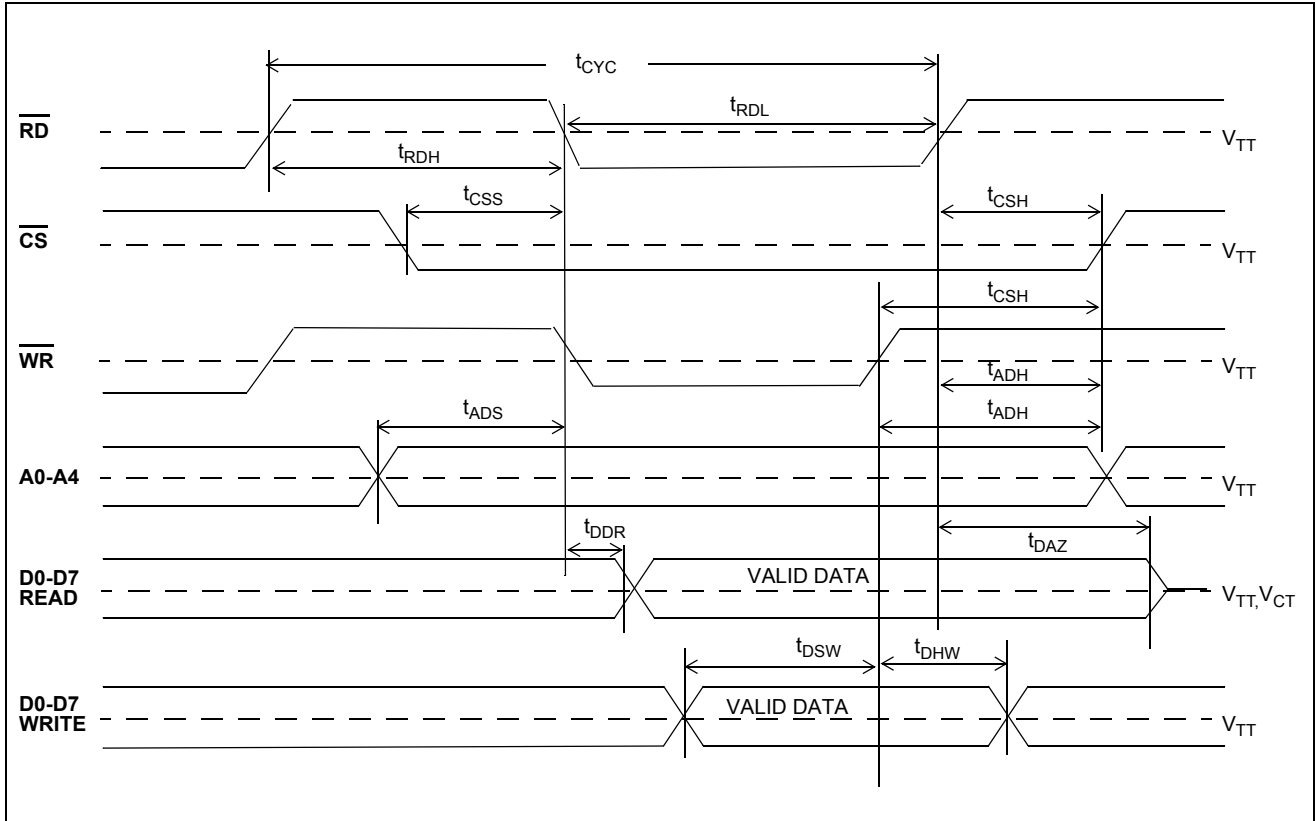 tCYC
RD
tRDL
VTT
tRDH
tCSS
tCSH
CS
VTT
tCSH
WR
VTT
tADH
tADS
tADH
A0-A4
VTT
tDDR
tDAZ
D0-D7
READ
VALID DATA
VTT,VCT
tDSW
tDHW
D0-D7
WRITE
VALID DATA
VTT